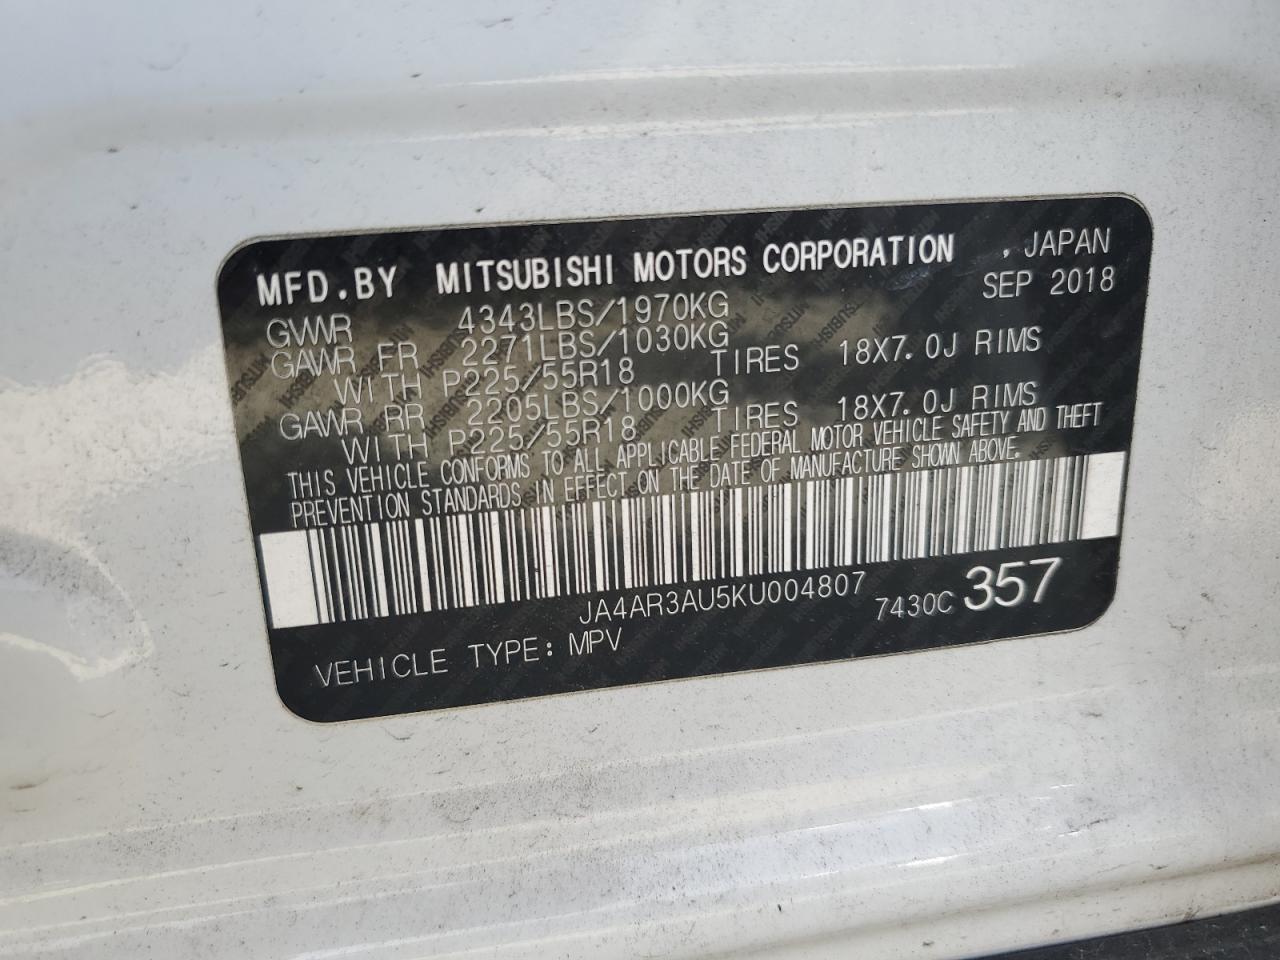 MFD.BY MITSUBISHI MOTORS CORPORATION , JAPAN
SEP 2018
GVWR 4343LBS/1970KG
GAWR FR 2271LBS/1030KG
WITH P225/55R18 TIRES 18X7.0J RIMS
GAWR RR 2205LBS/1000KG
WITH P225/55R18 TIRES 18X7.0J RIMS
THIS VEHICLE CONFORMS TO ALL APPLICABLE FEDERAL MOTOR VEHICLE SAFETY AND THEFT
PREVENTION STANDARDS IN EFFECT ON THE DATE OF MANUFACTURE SHOWN ABOVE.
JA4AR3AU5KU004807 7430C 357
VEHICLE TYPE: MPV